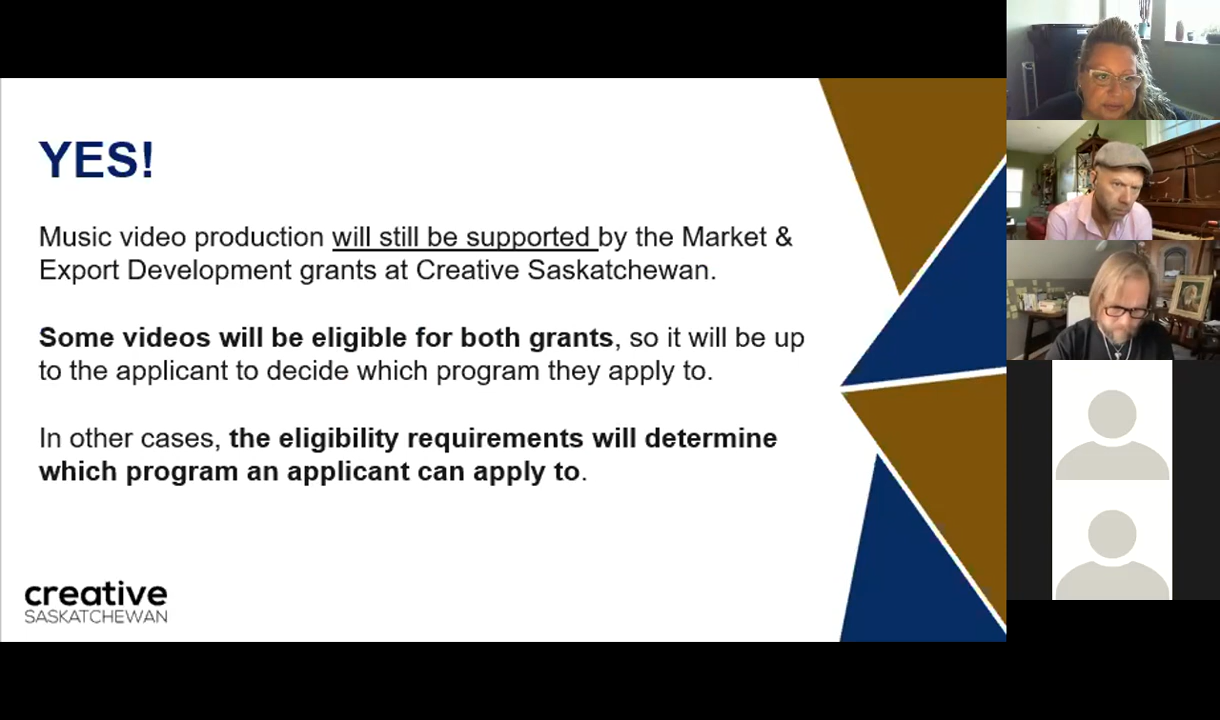 YES!
Music video production will still be supported by the Market &
Export Development grants at Creative Saskatchewan.
Some videos will be eligible for both grants, so it will be up
to the applicant to decide which program they apply to.
In other cases, the eligibility requirements will determine
which program an applicant can apply to.
creative
SASKATCHEWAN